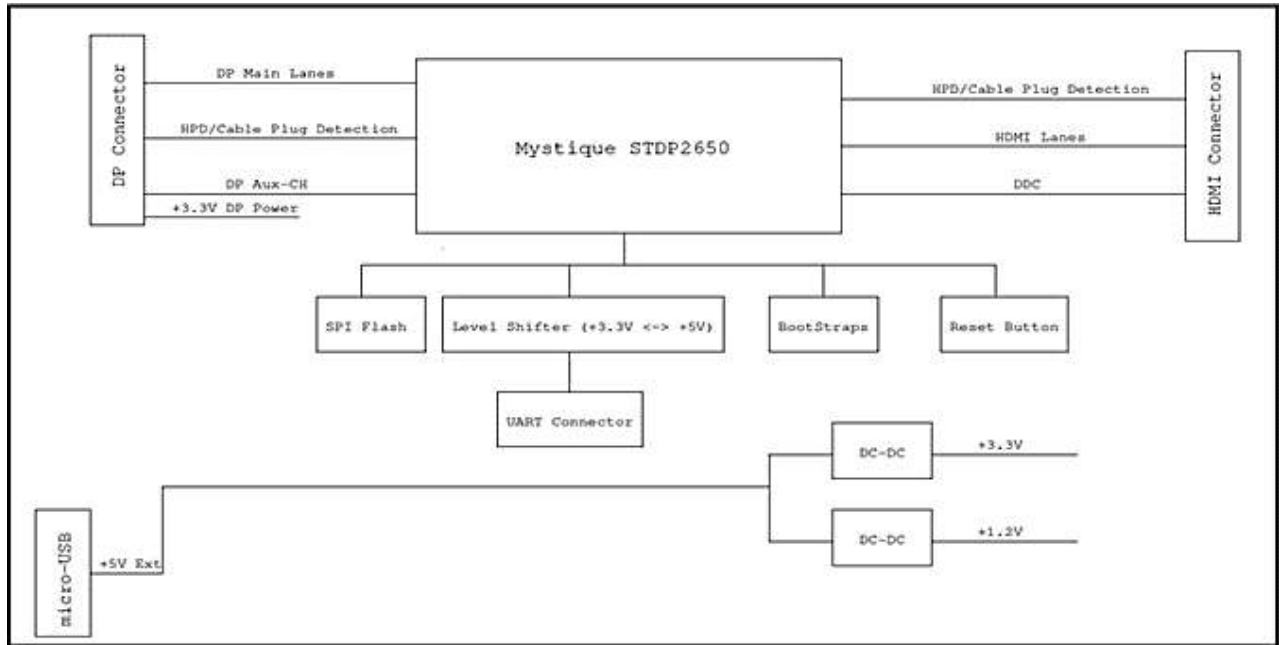 DP Connector
DP Main Lanes
HPD/Cable Plug Detection
DP Aux-CH
+3.3V DP Power
Mystique STDP2650
HPD/Cable Plug Detection
HDMI Lanes
DDC
HDMI Connector
SPI Flash
Level Shifter (+3.3V <-> +5V)
BootStraps
Reset Button
UART Connector
DC-DC
+3.3V
DC-DC
+1.2V
micro-USB
+5V Ext